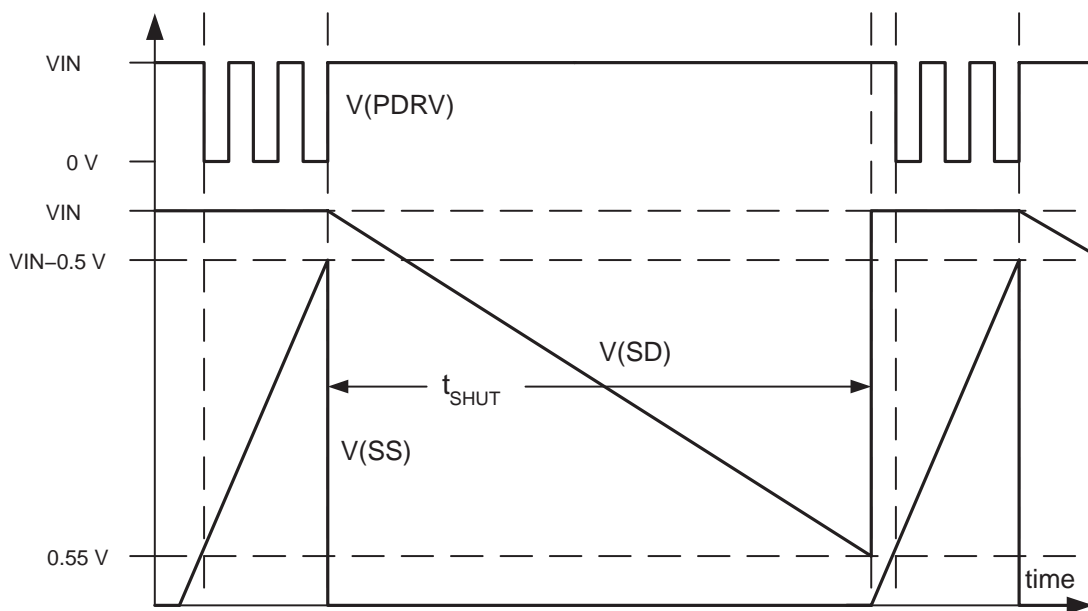 VIN
V(PDRV)
0 V
VIN
VIN–0.5 V
V(SD)
tSHUT
V(SS)
0.55 V
time